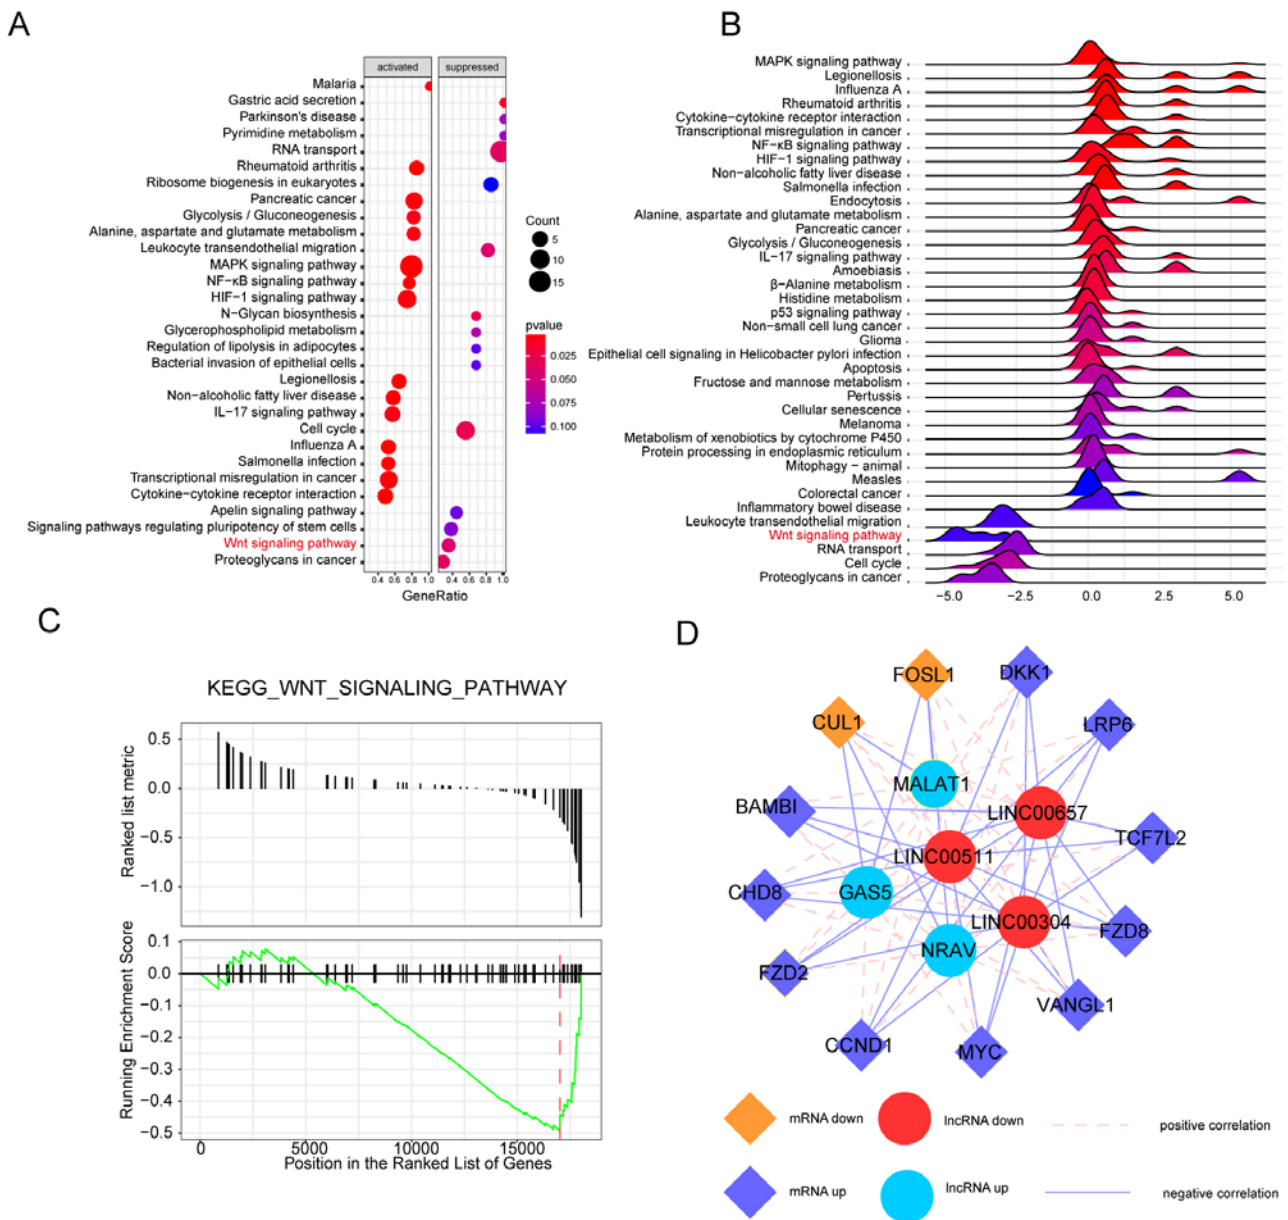 A
activated suppressed
Malaria
Gastric acid secretion
Parkinson's disease
Pyrimidine metabolism
RNA transport
Rheumatoid arthritis
Ribosome biogenesis in eukaryotes
Pancreatic cancer
Glycolysis / Gluconeogenesis
Alanine, aspartate and glutamate metabolism
Leukocyte transendothelial migration
MAPK signaling pathway
NF-κB signaling pathway
HIF-1 signaling pathway
N-Glycan biosynthesis
Glycerophospholipid metabolism
Regulation of lipolysis in adipocytes
Bacterial invasion of epithelial cells
Legionellosis
Non-alcoholic fatty liver disease
IL-17 signaling pathway
Cell cycle
Influenza A
Salmonella infection
Transcriptional misregulation in cancer
Cytokine-cytokine receptor interaction
Apelin signaling pathway
Signaling pathways regulating pluripotency of stem cells
Wnt signaling pathway
Proteoglycans in cancer
0.4 0.6 0.8 1.0 0.4 0.6 0.8 1.0
GeneRatio
Count
5
10
15
pvalue
0.025
0.050
0.075
0.100
B
MAPK signaling pathway
Legionellosis
Influenza A
Rheumatoid arthritis
Cytokine-cytokine receptor interaction
Transcriptional misregulation in cancer
NF-κB signaling pathway
HIF-1 signaling pathway
Non-alcoholic fatty liver disease
Salmonella infection
Endocytosis
Alanine, aspartate and glutamate metabolism
Pancreatic cancer
Glycolysis / Gluconeogenesis
IL-17 signaling pathway
Amoebiasis
β-Alanine metabolism
Histidine metabolism
p53 signaling pathway
Non-small cell lung cancer
Glioma
Epithelial cell signaling in Helicobacter pylori infection
Apoptosis
Fructose and mannose metabolism
Pertussis
Cellular senescence
Melanoma
Metabolism of xenobiotics by cytochrome P450
Protein processing in endoplasmic reticulum
Mitophagy - animal
Measles
Colorectal cancer
Inflammatory bowel disease
Leukocyte transendothelial migration
Wnt signaling pathway
RNA transport
Cell cycle
Proteoglycans in cancer
-5.0 -2.5 0.0 2.5 5.0
C
KEGG_WNT_SIGNALING_PATHWAY
Ranked list metric
0.5
0.0
-0.5
-1.0
Running Enrichment Score
0.1
0.0
-0.1
-0.2
-0.3
-0.4
-0.5
0 5000 10000 15000
Position in the Ranked List of Genes
D
FOSL1
DKK1
CUL1
LRP6
MALAT1
BAMBI
LINC00657
TCF7L2
LINC00511
CHD8
GAS5
LINC00304
FZD8
NRAV
FZD2
VANGL1
CCND1
MYC
mRNA down lncRNA down positive correlation
mRNA up lncRNA up negative correlation